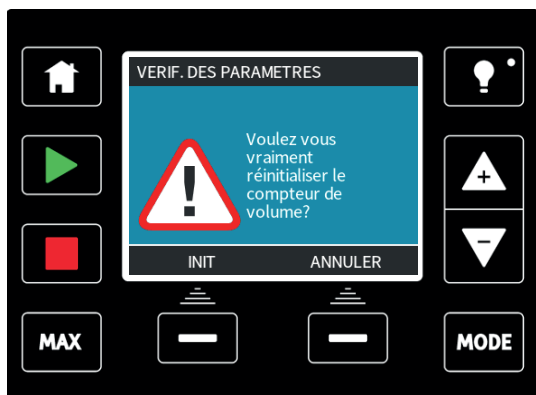 VERIF. DES PARAMETRES
Voulez vous
vraiment
réinitialiser le
compteur de
volume?
INIT ANNULER
+
-
MAX
MODE